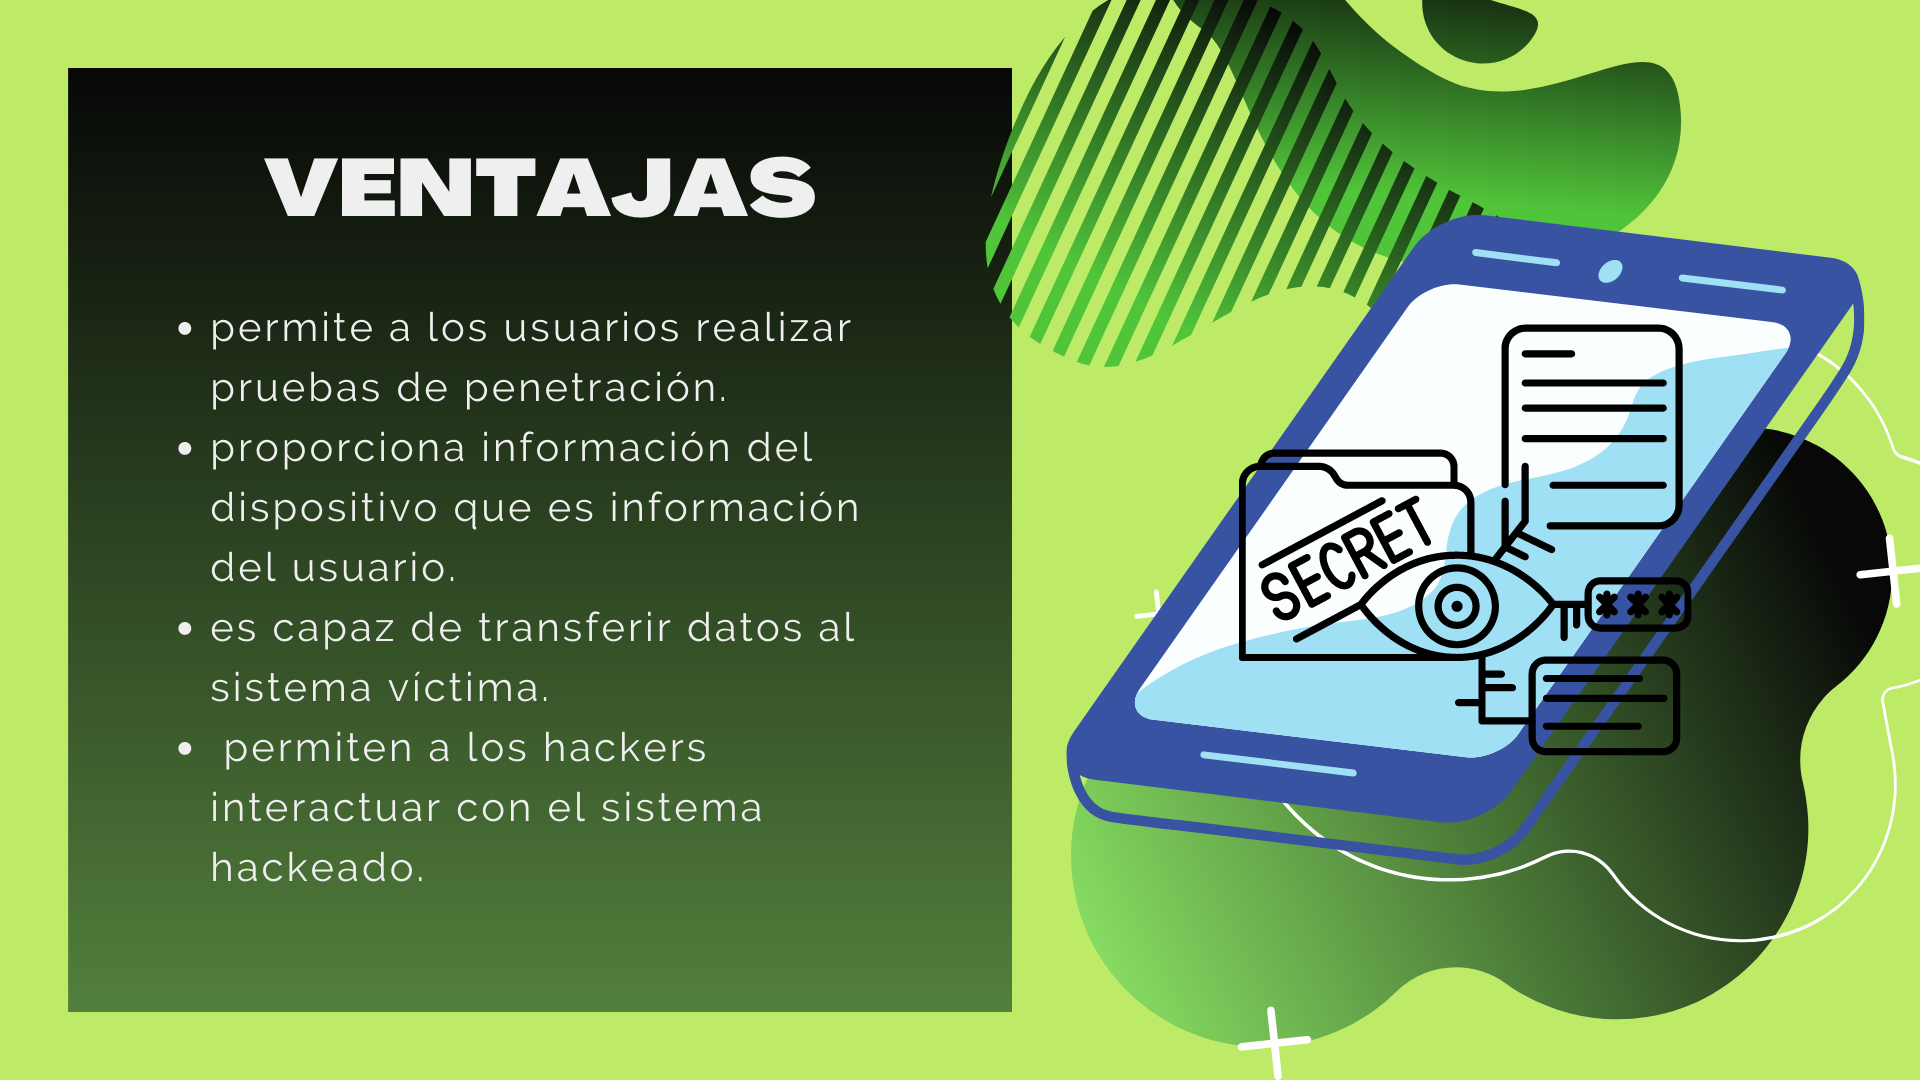 VENTAJAS
• permite a los usuarios realizar
pruebas de penetración.
• proporciona información del
dispositivo que es información
del usuario.
• es capaz de transferir datos al
sistema víctima.
• permiten a los hackers
interactuar con el sistema
hackeado.
SECRET
* * *